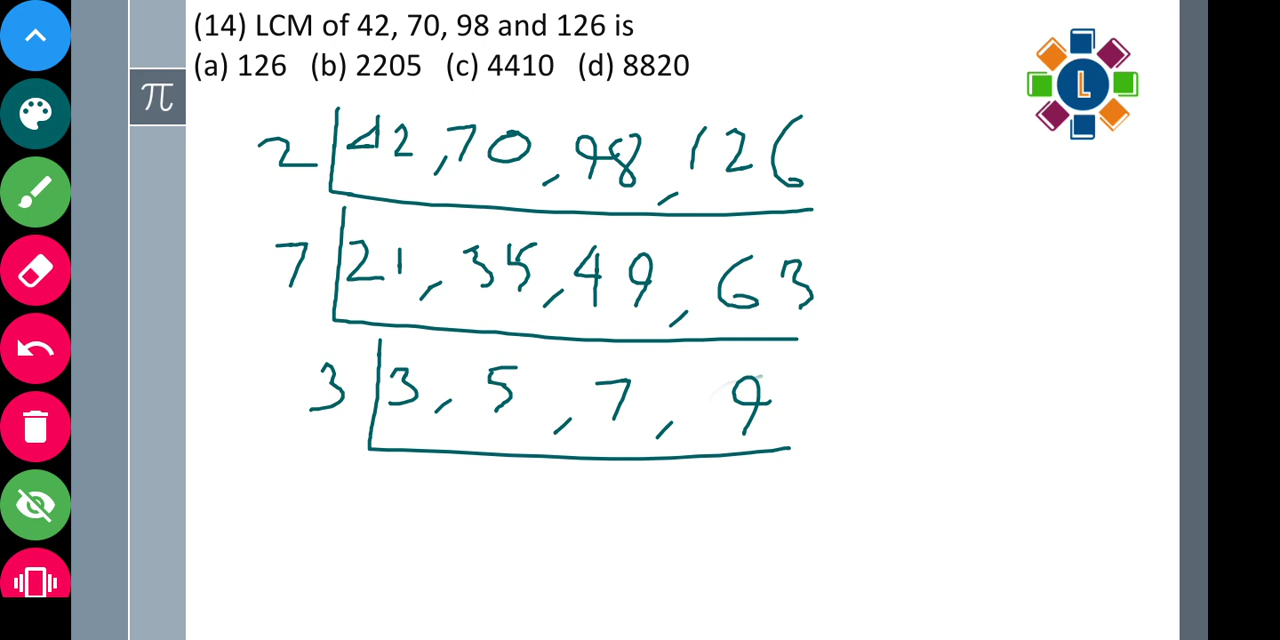 (14) LCM of 42, 70, 98 and 126 is
(a) 126 (b) 2205 (c) 4410 (d) 8820
π
L
2 42, 70, 98, 126
7 21, 35, 49, 63
3 3, 5, 7, 9